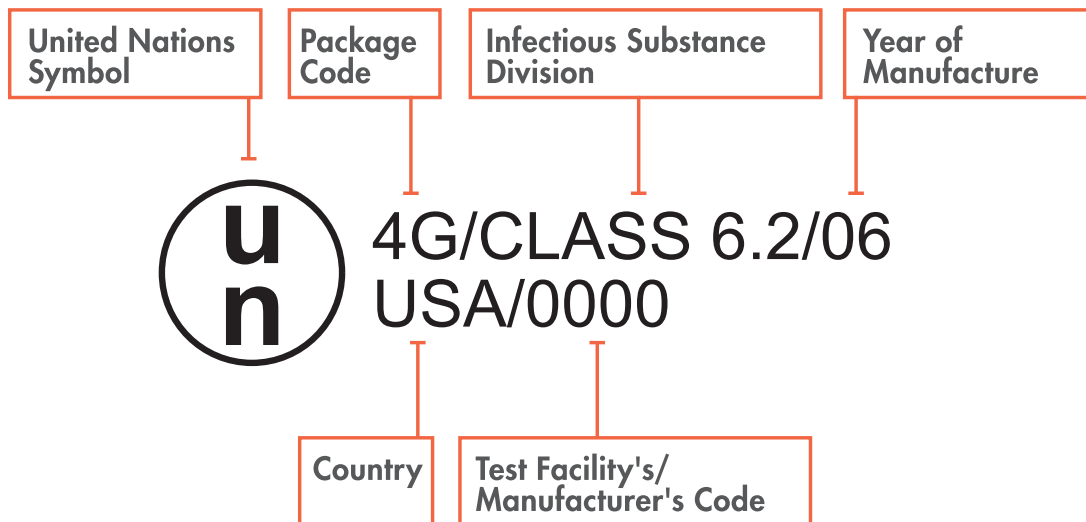 United Nations
Symbol
Package
Code
Infectious Substance
Division
Year of
Manufacture
u
n
4G/CLASS 6.2/06
USA/0000
Country
Test Facility's/
Manufacturer's Code